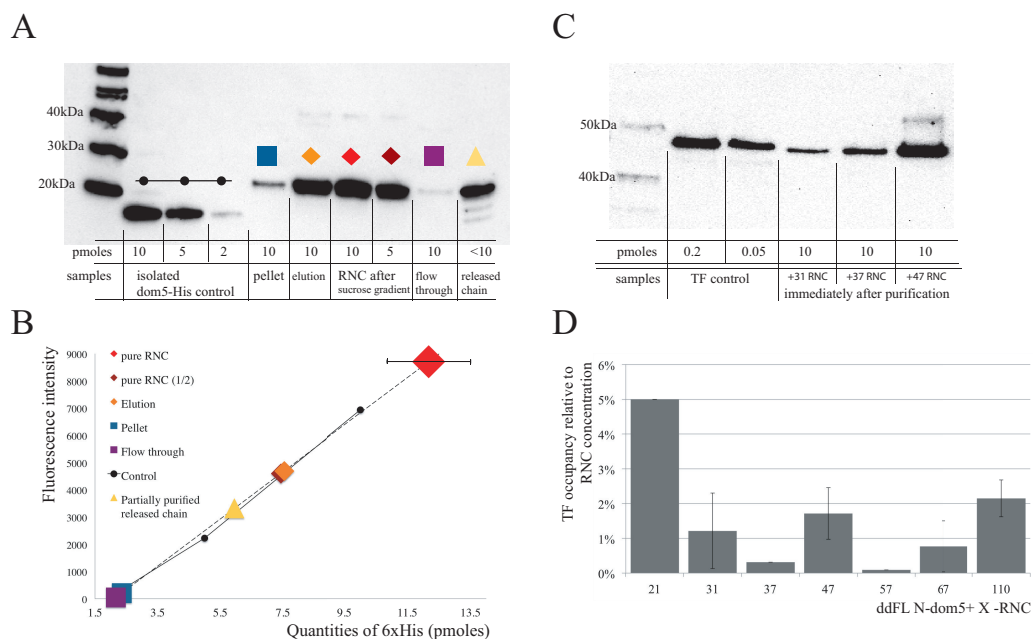 A
40kDa
30kDa
20kDa
pmoles 10 5 2 10 10 10 5 10 <10
samples isolated dom5-His control pellet elution RNC after sucrose gradient flow through released chain
B
Fluorescence intensity
9000
8000
7000
6000
5000
4000
3000
2000
1000
0
pure RNC
pure RNC (1/2)
Elution
Pellet
Flow through
Control
Partially purified
released chain
1.5 3.5 5.5 7.5 9.5 11.5 13.5
Quantities of 6xHis (pmoles)
C
50kDa
40kDa
pmoles 0.2 0.05 10 10 10
samples TF control +31 RNC +37 RNC +47 RNC
immediately after purification
D
TF occupancy relative to
RNC concentration
6%
5%
4%
3%
2%
1%
0%
21 31 37 47 57 67 110
ddFL N-dom5+ X -RNC